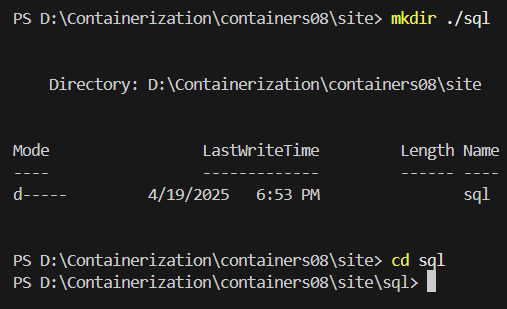 PS D:\Containerization\containers08\site> mkdir ./sql
Directory: D:\Containerization\containers08\site
Mode                 LastWriteTime         Length Name
----                 -------------         ------ ----
d-----         4/19/2025   6:53 PM                sql
PS D:\Containerization\containers08\site> cd sql
PS D:\Containerization\containers08\site\sql>